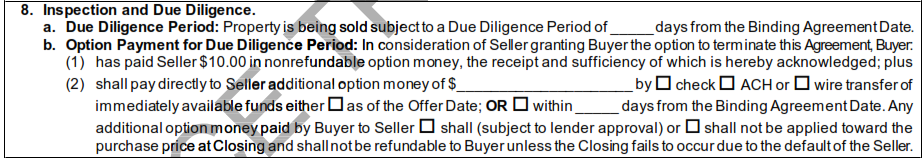 8. Inspection and Due Diligence.
a. Due Diligence Period: Property is being sold subject to a Due Diligence Period of ______ days from the Binding Agreement Date.
b. Option Payment for Due Diligence Period: In consideration of Seller granting Buyer the option to terminate this Agreement, Buyer:
(1) has paid Seller $10.00 in nonrefundable option money, the receipt and sufficiency of which is hereby acknowledged; plus
(2) shall pay directly to Seller additional option money of $________________________ by ☐ check ☐ ACH or ☐ wire transfer of
immediately available funds either ☐ as of the Offer Date; OR ☐ within ______ days from the Binding Agreement Date. Any
additional option money paid by Buyer to Seller ☐ shall (subject to lender approval) or ☐ shall not be applied toward the
purchase price at Closing and shall not be refundable to Buyer unless the Closing fails to occur due to the default of the Seller.